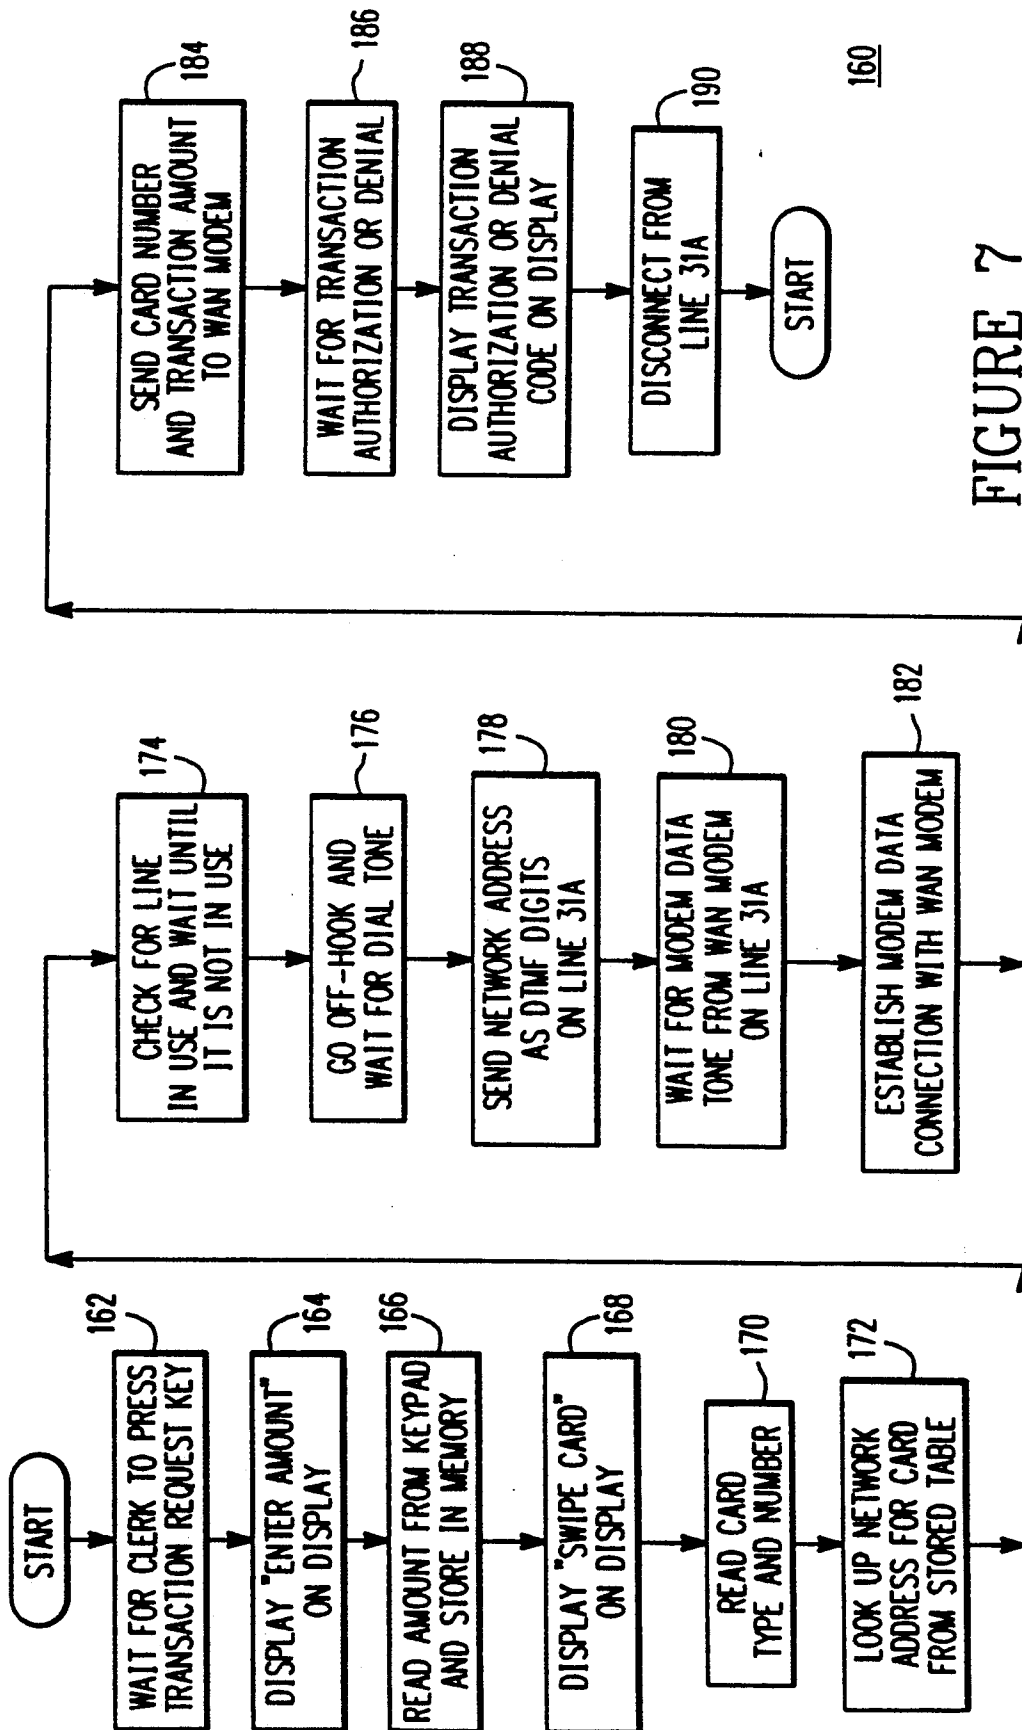 START
162
WAIT FOR CLERK TO PRESS
TRANSACTION REQUEST KEY
164
DISPLAY "ENTER AMOUNT"
ON DISPLAY
166
READ AMOUNT FROM KEYPAD
AND STORE IN MEMORY
168
DISPLAY "SWIPE CARD"
ON DISPLAY
170
READ CARD
TYPE AND NUMBER
172
LOOK UP NETWORK
ADDRESS FOR CARD
FROM STORED TABLE
174
CHECK FOR LINE
IN USE AND WAIT UNTIL
IT IS NOT IN USE
176
GO OFF-HOOK AND
WAIT FOR DIAL TONE
178
SEND NETWORK ADDRESS
AS DTMF DIGITS
ON LINE 31A
180
WAIT FOR MODEM DATA
TONE FROM WAN MODEM
ON LINE 31A
182
ESTABLISH MODEM DATA
CONNECTION WITH WAN MODEM
184
SEND CARD NUMBER
AND TRANSACTION AMOUNT
TO WAN MODEM
186
WAIT FOR TRANSACTION
AUTHORIZATION OR DENIAL
188
DISPLAY TRANSACTION
AUTHORIZATION OR DENIAL
CODE ON DISPLAY
190
DISCONNECT FROM
LINE 31A
START
160
FIGURE 7